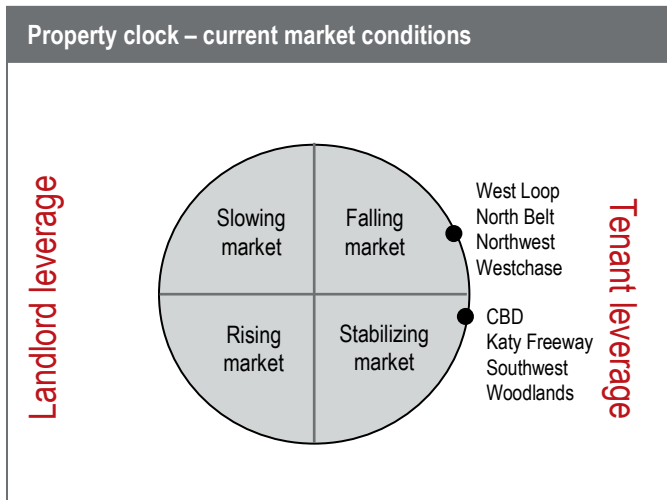 Property clock – current market conditions
Landlord leverage
Slowing
market
Falling
market
Rising
market
Stabilizing
market
West Loop
North Belt
Northwest
Westchase
CBD
Katy Freeway
Southwest
Woodlands
Tenant leverage